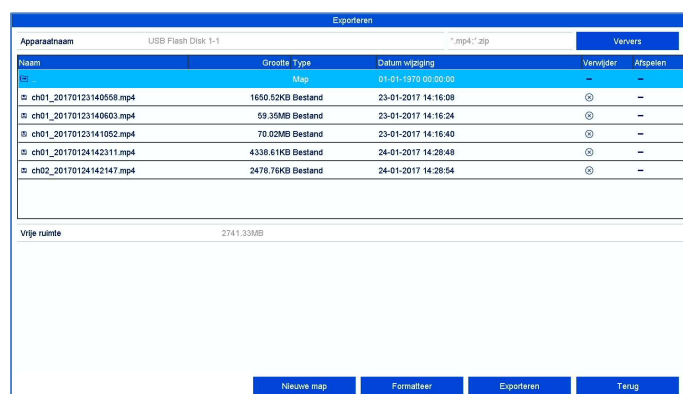 Exporteren
Apparaatnaam USB Flash Disk 1-1 *.mp4;*.zip Ververs
Naam Grootte Type Datum wijziging Verwijder Afspelen
.. Map 01-01-1970 00:00:00 – –
ch01_20170123140558.mp4 1650.52KB Bestand 23-01-2017 14:16:08 –
ch01_20170123140603.mp4 59.35MB Bestand 23-01-2017 14:16:24 –
ch01_20170123141052.mp4 70.02MB Bestand 23-01-2017 14:16:40 –
ch01_20170124142311.mp4 4338.61KB Bestand 24-01-2017 14:28:48 –
ch02_20170124142147.mp4 2478.76KB Bestand 24-01-2017 14:28:54 –
Vrije ruimte 2741.33MB
Nieuwe map Formatteer Exporteren Terug